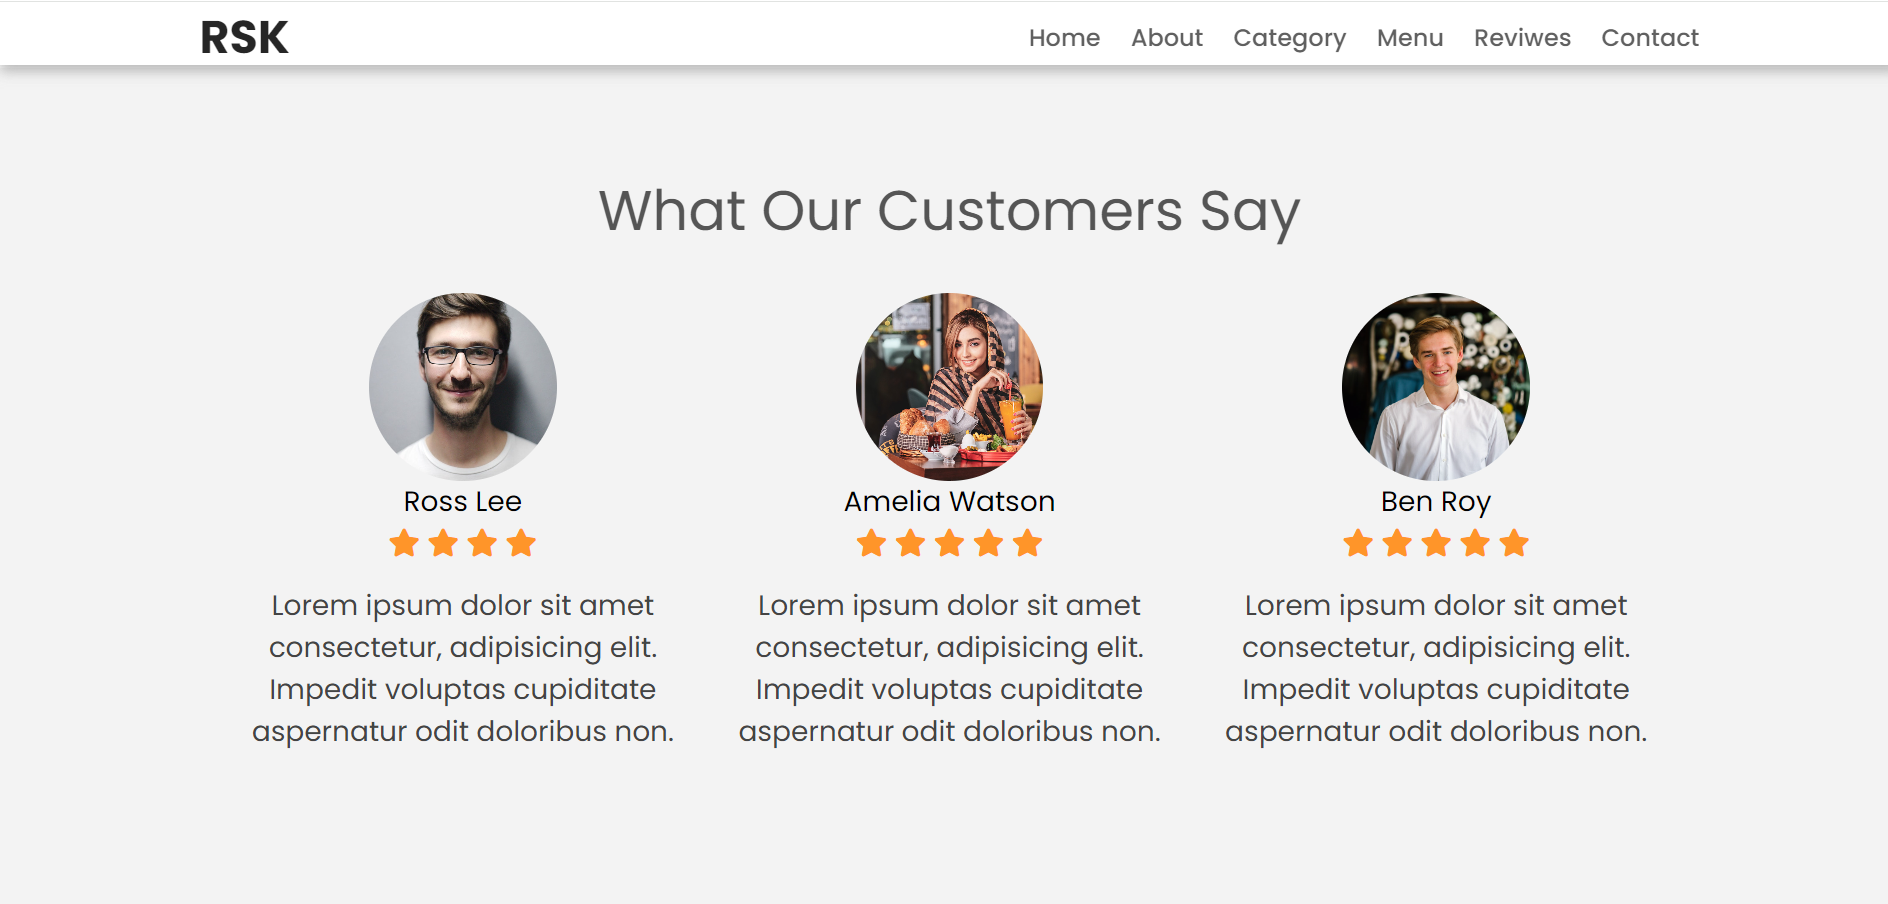 RSK
Home About Category Menu Reviwes Contact
What Our Customers Say
Ross Lee
Lorem ipsum dolor sit amet
consectetur, adipisicing elit.
Impedit voluptas cupiditate
aspernatur odit doloribus non.
Amelia Watson
Lorem ipsum dolor sit amet
consectetur, adipisicing elit.
Impedit voluptas cupiditate
aspernatur odit doloribus non.
Ben Roy
Lorem ipsum dolor sit amet
consectetur, adipisicing elit.
Impedit voluptas cupiditate
aspernatur odit doloribus non.